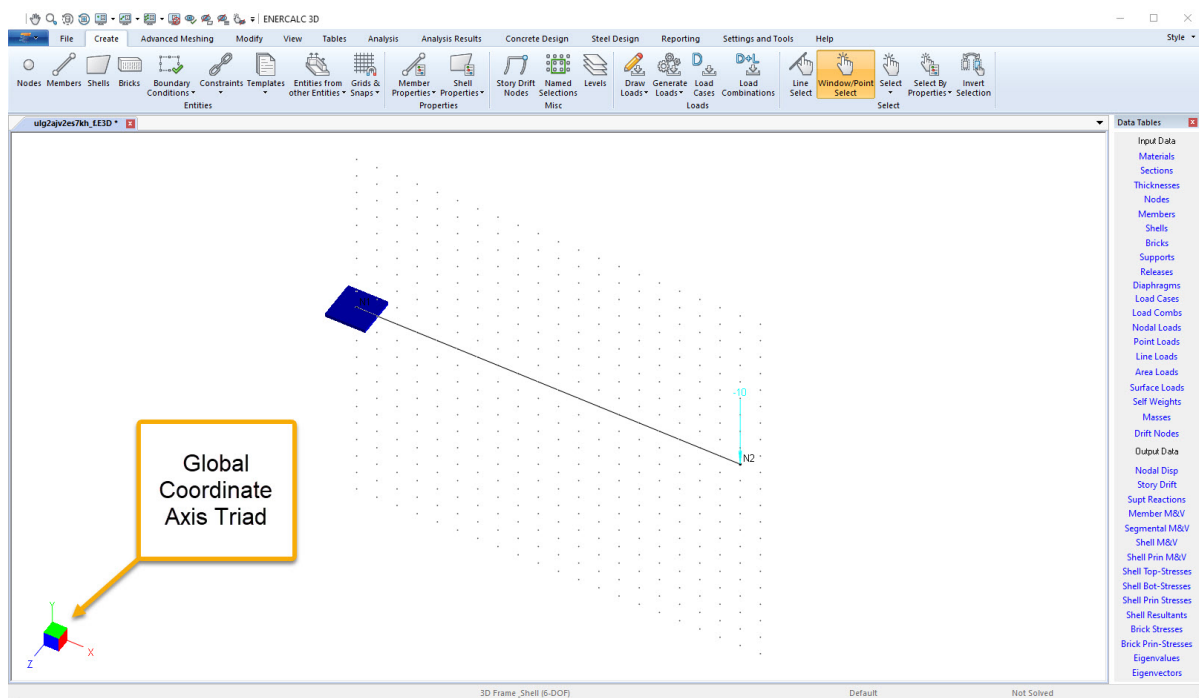 ENERCALC 3D
File Create Advanced Meshing Modify View Tables Analysis Analysis Results Concrete Design Steel Design Reporting Settings and Tools Help Style
Nodes Members Shells Bricks Boundary Constraints Templates Entities from Grids & Member Shell Story Drift Named Levels Draw Generate Load Load Line Window/Point Select Select By Invert
Conditions other Entities Snaps Properties Properties Nodes Selections Loads Loads Cases Combinations Select Select Properties Selection
Entities Properties Misc Loads Select
ulg2ajv2es7kh_f.E3D * Data Tables
Input Data
Materials
Sections
Thicknesses
Nodes
Members
Shells
Bricks
Supports
Releases
Diaphragms
Load Cases
Load Combs
Nodal Loads
Point Loads
Line Loads
Area Loads
Surface Loads
Self Weights
Masses
Drift Nodes
Output Data
Nodal Disp
Story Drift
Supt Reactions
Member M&V
Segmental M&V
Shell M&V
Shell Prin M&V
Shell Top-Stresses
Shell Bot-Stresses
Shell Prin Stresses
Shell Resultants
Brick Stresses
Brick Prin-Stresses
Eigenvalues
Eigenvectors
N1
-10
N2
Global
Coordinate
Axis Triad
Y
X
Z
3D Frame_Shell (6-DOF) Default Not Solved